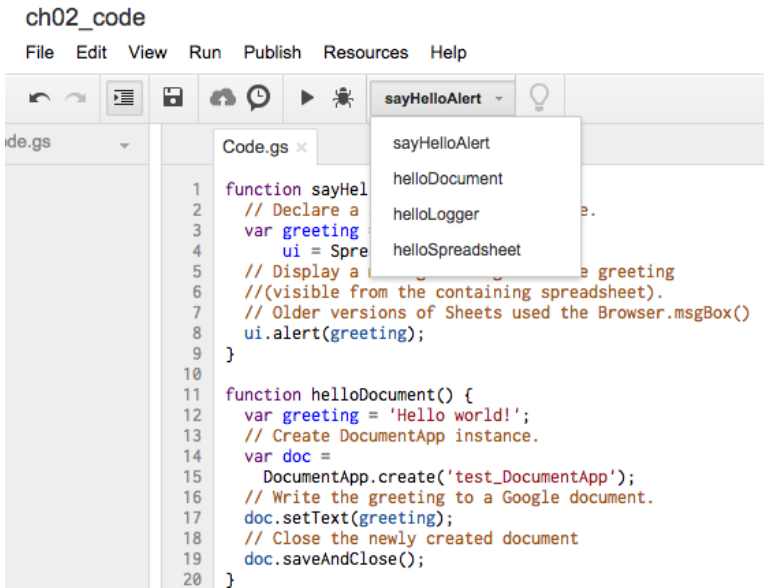 ch02_code
File Edit View Run Publish Resources Help
sayHelloAlert
de.gs
Code.gs ×
sayHelloAlert
helloDocument
helloLogger
helloSpreadsheet
1 function sayHel
2 // Declare a e.
3 var greeting
4 ui = Spre
5 // Display a e greeting
6 //(visible from the containing spreadsheet).
7 // Older versions of Sheets used the Browser.msgBox()
8 ui.alert(greeting);
9 }
10
11 function helloDocument() {
12 var greeting = 'Hello world!';
13 // Create DocumentApp instance.
14 var doc =
15 DocumentApp.create('test_DocumentApp');
16 // Write the greeting to a Google document.
17 doc.setText(greeting);
18 // Close the newly created document
19 doc.saveAndClose();
20 }